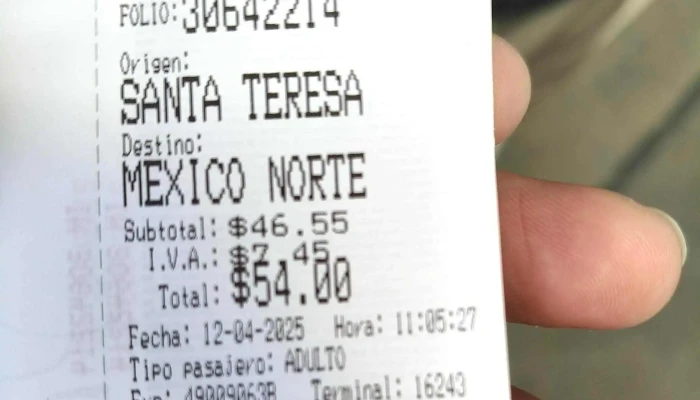 FOLIO:30642214
Origen:
SANTA TERESA
Destino:
MEXICO NORTE
Subtotal: $46.55
I.V.A.: $7.45
Total: $54.00
Fecha: 12-04-2025 Hora: 11:05:27
Tipo pasajero: ADULTO
Terminal: 16243